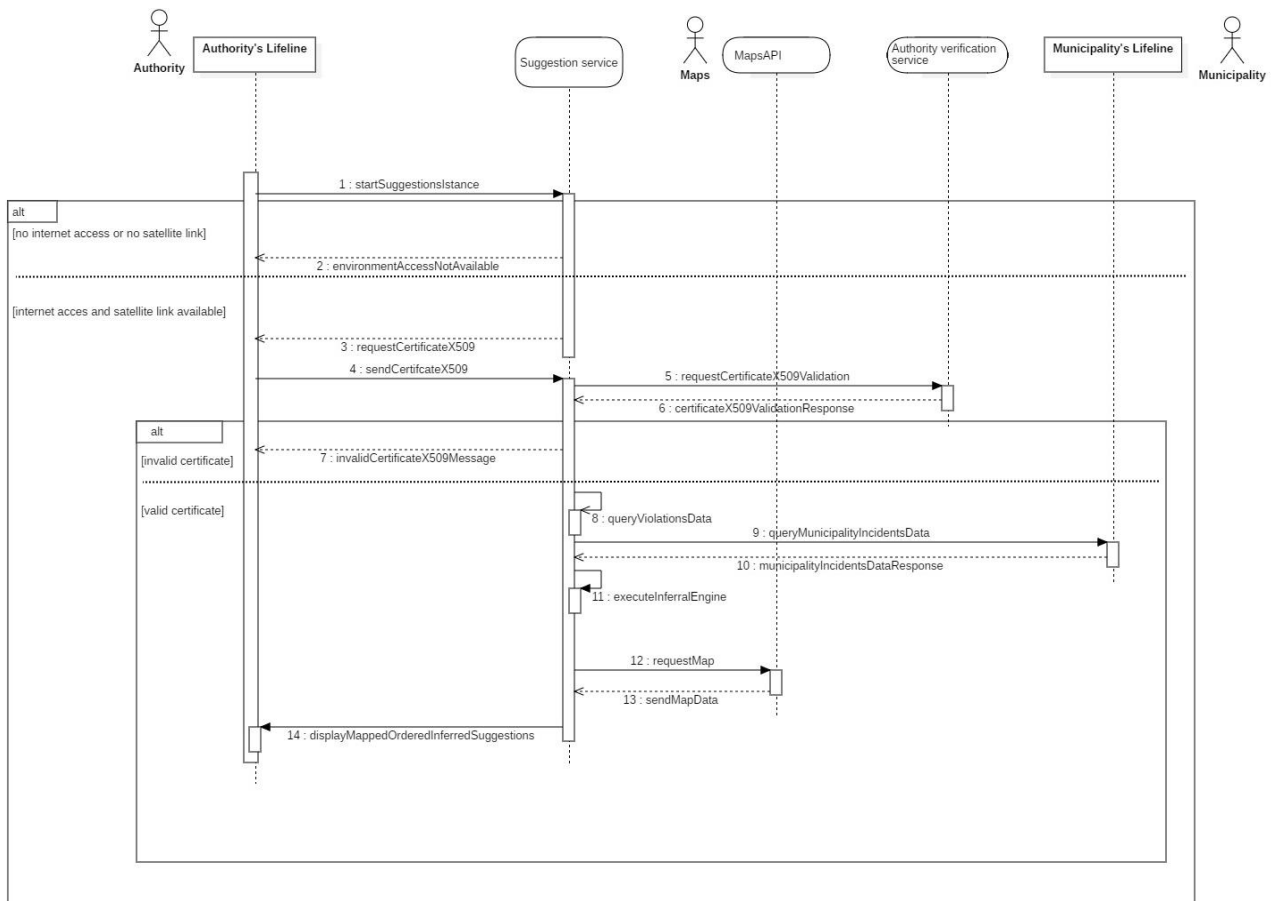 Authority
Authority's Lifeline
Suggestion service
Maps
MapsAPI
Authority verification
service
Municipality's Lifeline
Municipality
1 : startSuggestionsIstance
alt
[no internet access or no satellite link]
2 : environmentAccessNotAvailable
[internet acces and satellite link available]
3 : requestCertificateX509
4 : sendCertifcateX509
5 : requestCertificateX509Validation
6 : certificateX509ValidationResponse
alt
7 : invalidCertificateX509Message
[invalid certificate]
[valid certificate]
8 : queryViolationsData
9 : queryMunicipalityIncidentsData
10 : municipalityIncidentsDataResponse
11 : executeInferralEngine
12 : requestMap
13 : sendMapData
14 : displayMappedOrderedInferredSuggestions